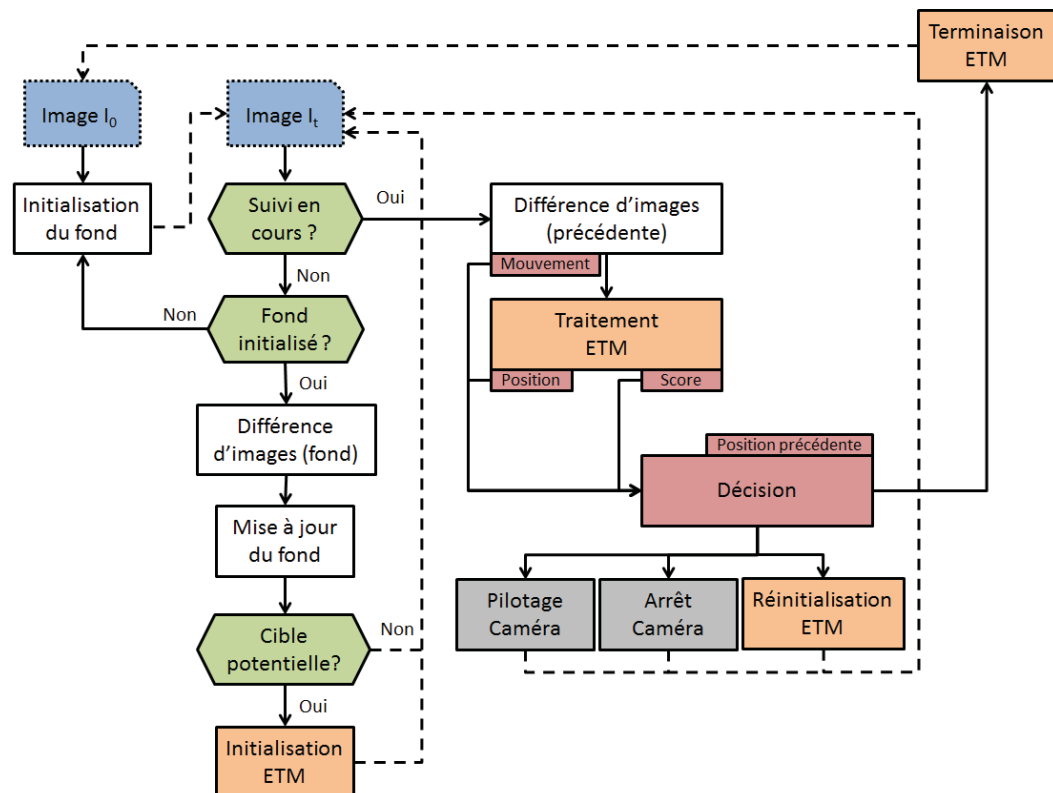 Terminaison
ETM
Image I₀
Image Iₜ
Initialisation
du fond
Suivi en
cours ?
Oui
Différence d'images
(précédente)
Mouvement
Non
Non
Fond
initialisé ?
Traitement
ETM
Position
Score
Oui
Différence
d'images (fond)
Position précédente
Décision
Mise à jour
du fond
Pilotage
Caméra
Arrêt
Caméra
Réinitialisation
ETM
Cible
potentielle?
Non
Oui
Initialisation
ETM